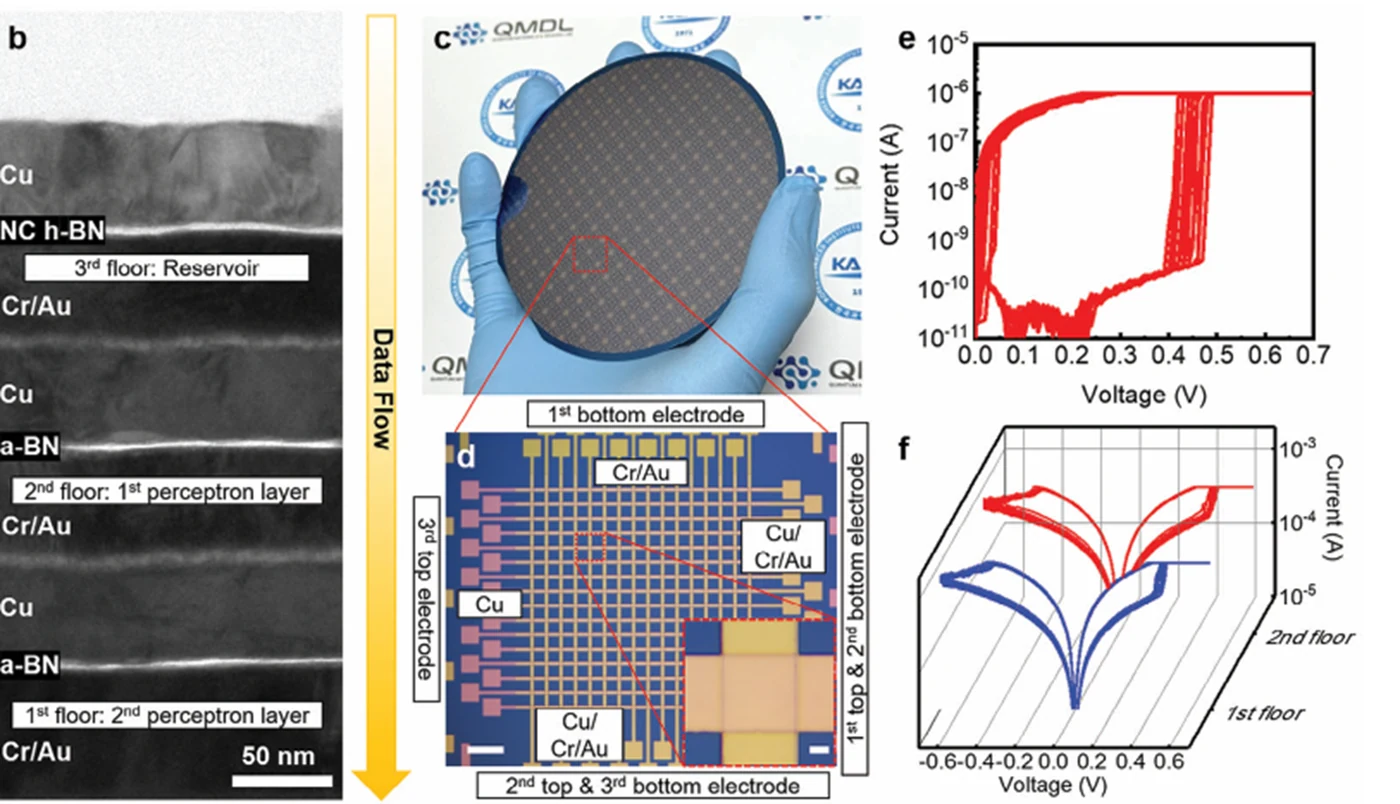 b
Cu
NC h-BN
3rd floor: Reservoir
Cr/Au
Cu
a-BN
2nd floor: 1st perceptron layer
Cr/Au
Cu
a-BN
1st floor: 2nd perceptron layer
Cr/Au
50 nm
Data Flow
c
QMDL
1971
KA
KA
QM
1st bottom electrode
d
Cr/Au
Cu/
Cr/Au
Cu
Cu/
Cr/Au
3rd top electrode
1st top & 2nd bottom electrode
2nd top & 3rd bottom electrode
e
Current (A)
10-5
10-6
10-7
10-8
10-9
10-10
10-11
0.0 0.1 0.2 0.3 0.4 0.5 0.6 0.7
Voltage (V)
f
10-3
10-4
10-5
Current (A)
2nd floor
1st floor
-0.6 -0.4 -0.2 0.0 0.2 0.4 0.6
Voltage (V)